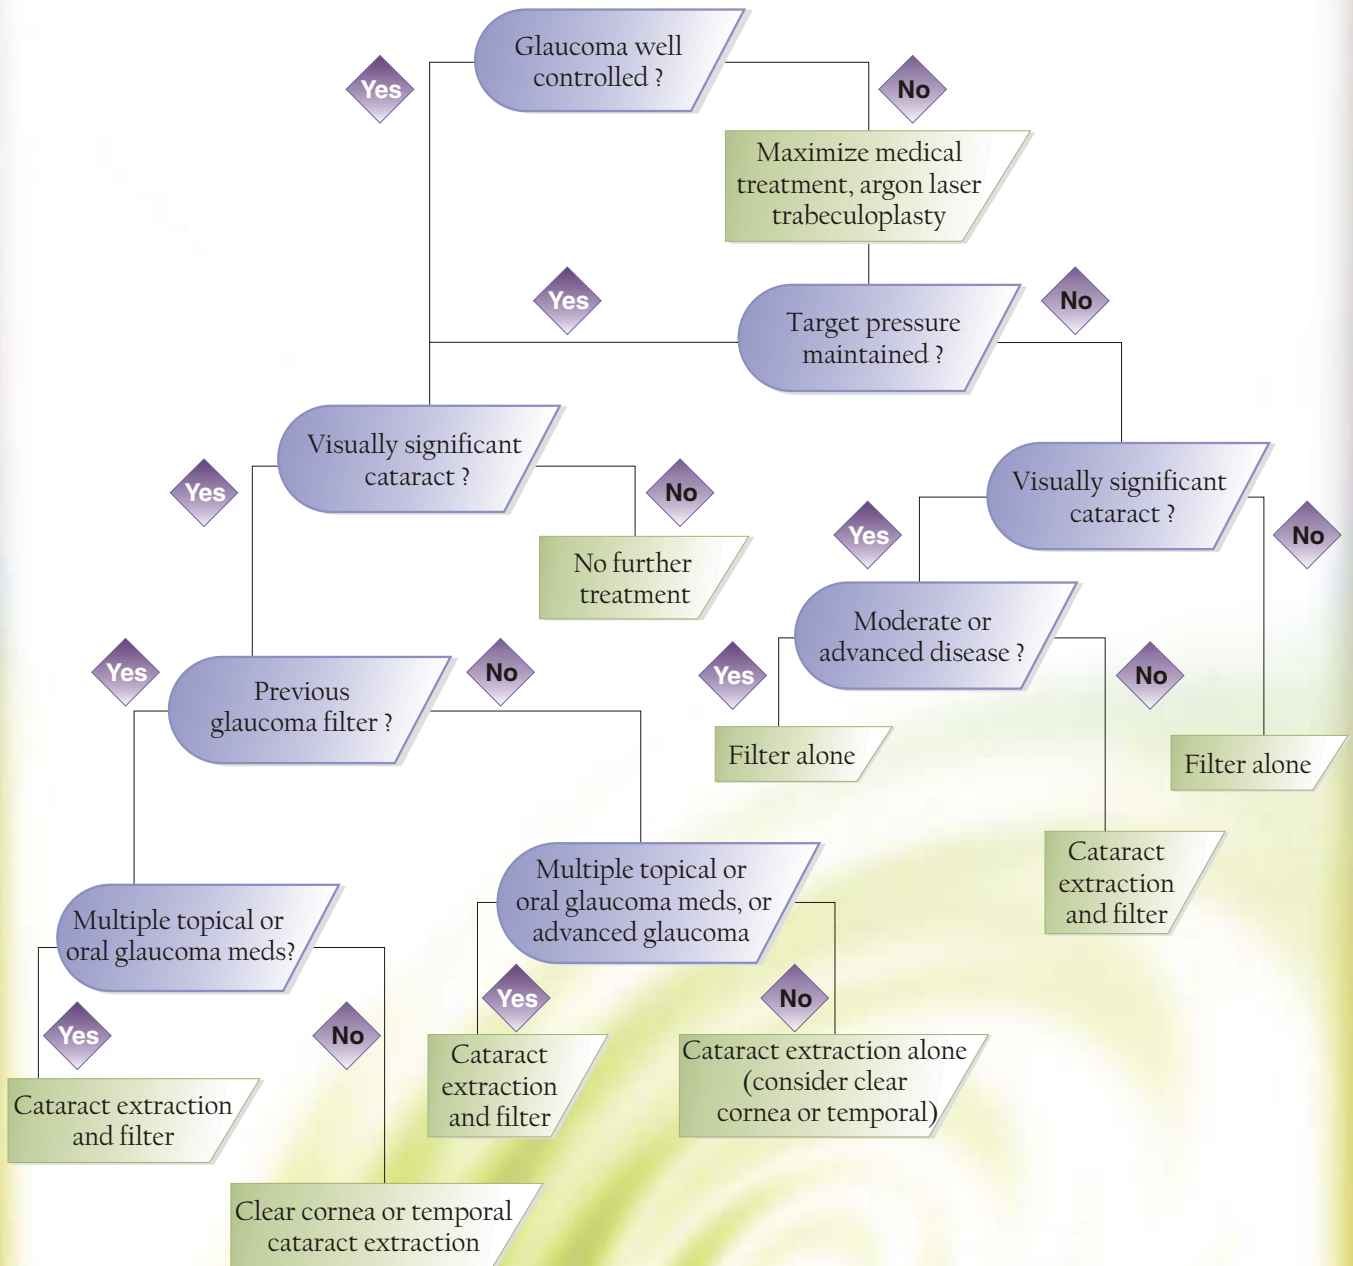 Glaucoma well
controlled ?
Yes
No
Maximize medical
treatment, argon laser
trabeculoplasty
Yes
Target pressure
maintained ?
No
Visually significant
cataract ?
Yes
No
No further
treatment
Visually significant
cataract ?
Yes
No
Moderate or
advanced disease ?
Yes
No
Filter alone
Filter alone
Cataract
extraction
and filter
Yes
Previous
glaucoma filter ?
No
Multiple topical or
oral glaucoma meds?
Yes
No
Cataract extraction
and filter
Clear cornea or temporal
cataract extraction
Multiple topical or
oral glaucoma meds, or
advanced glaucoma
Yes
No
Cataract
extraction
and filter
Cataract extraction alone
(consider clear
cornea or temporal)